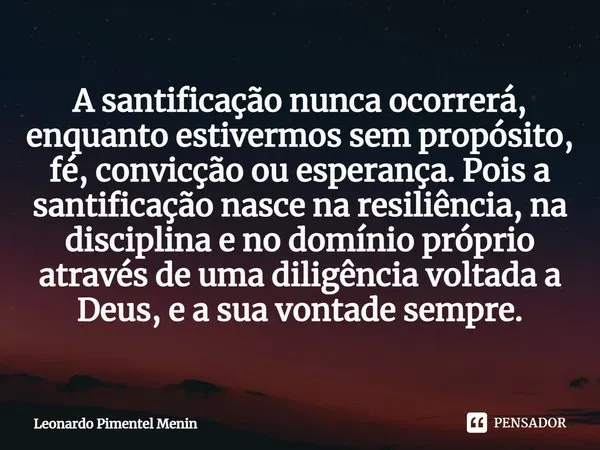 A santificação nunca ocorrerá,
enquanto estivermos sem propósito,
fé, convicção ou esperança. Pois a
santificação nasce na resiliência, na
disciplina e no domínio próprio
através de uma diligência voltada a
Deus, e a sua vontade sempre.
Leonardo Pimentel Menin
PENSADOR